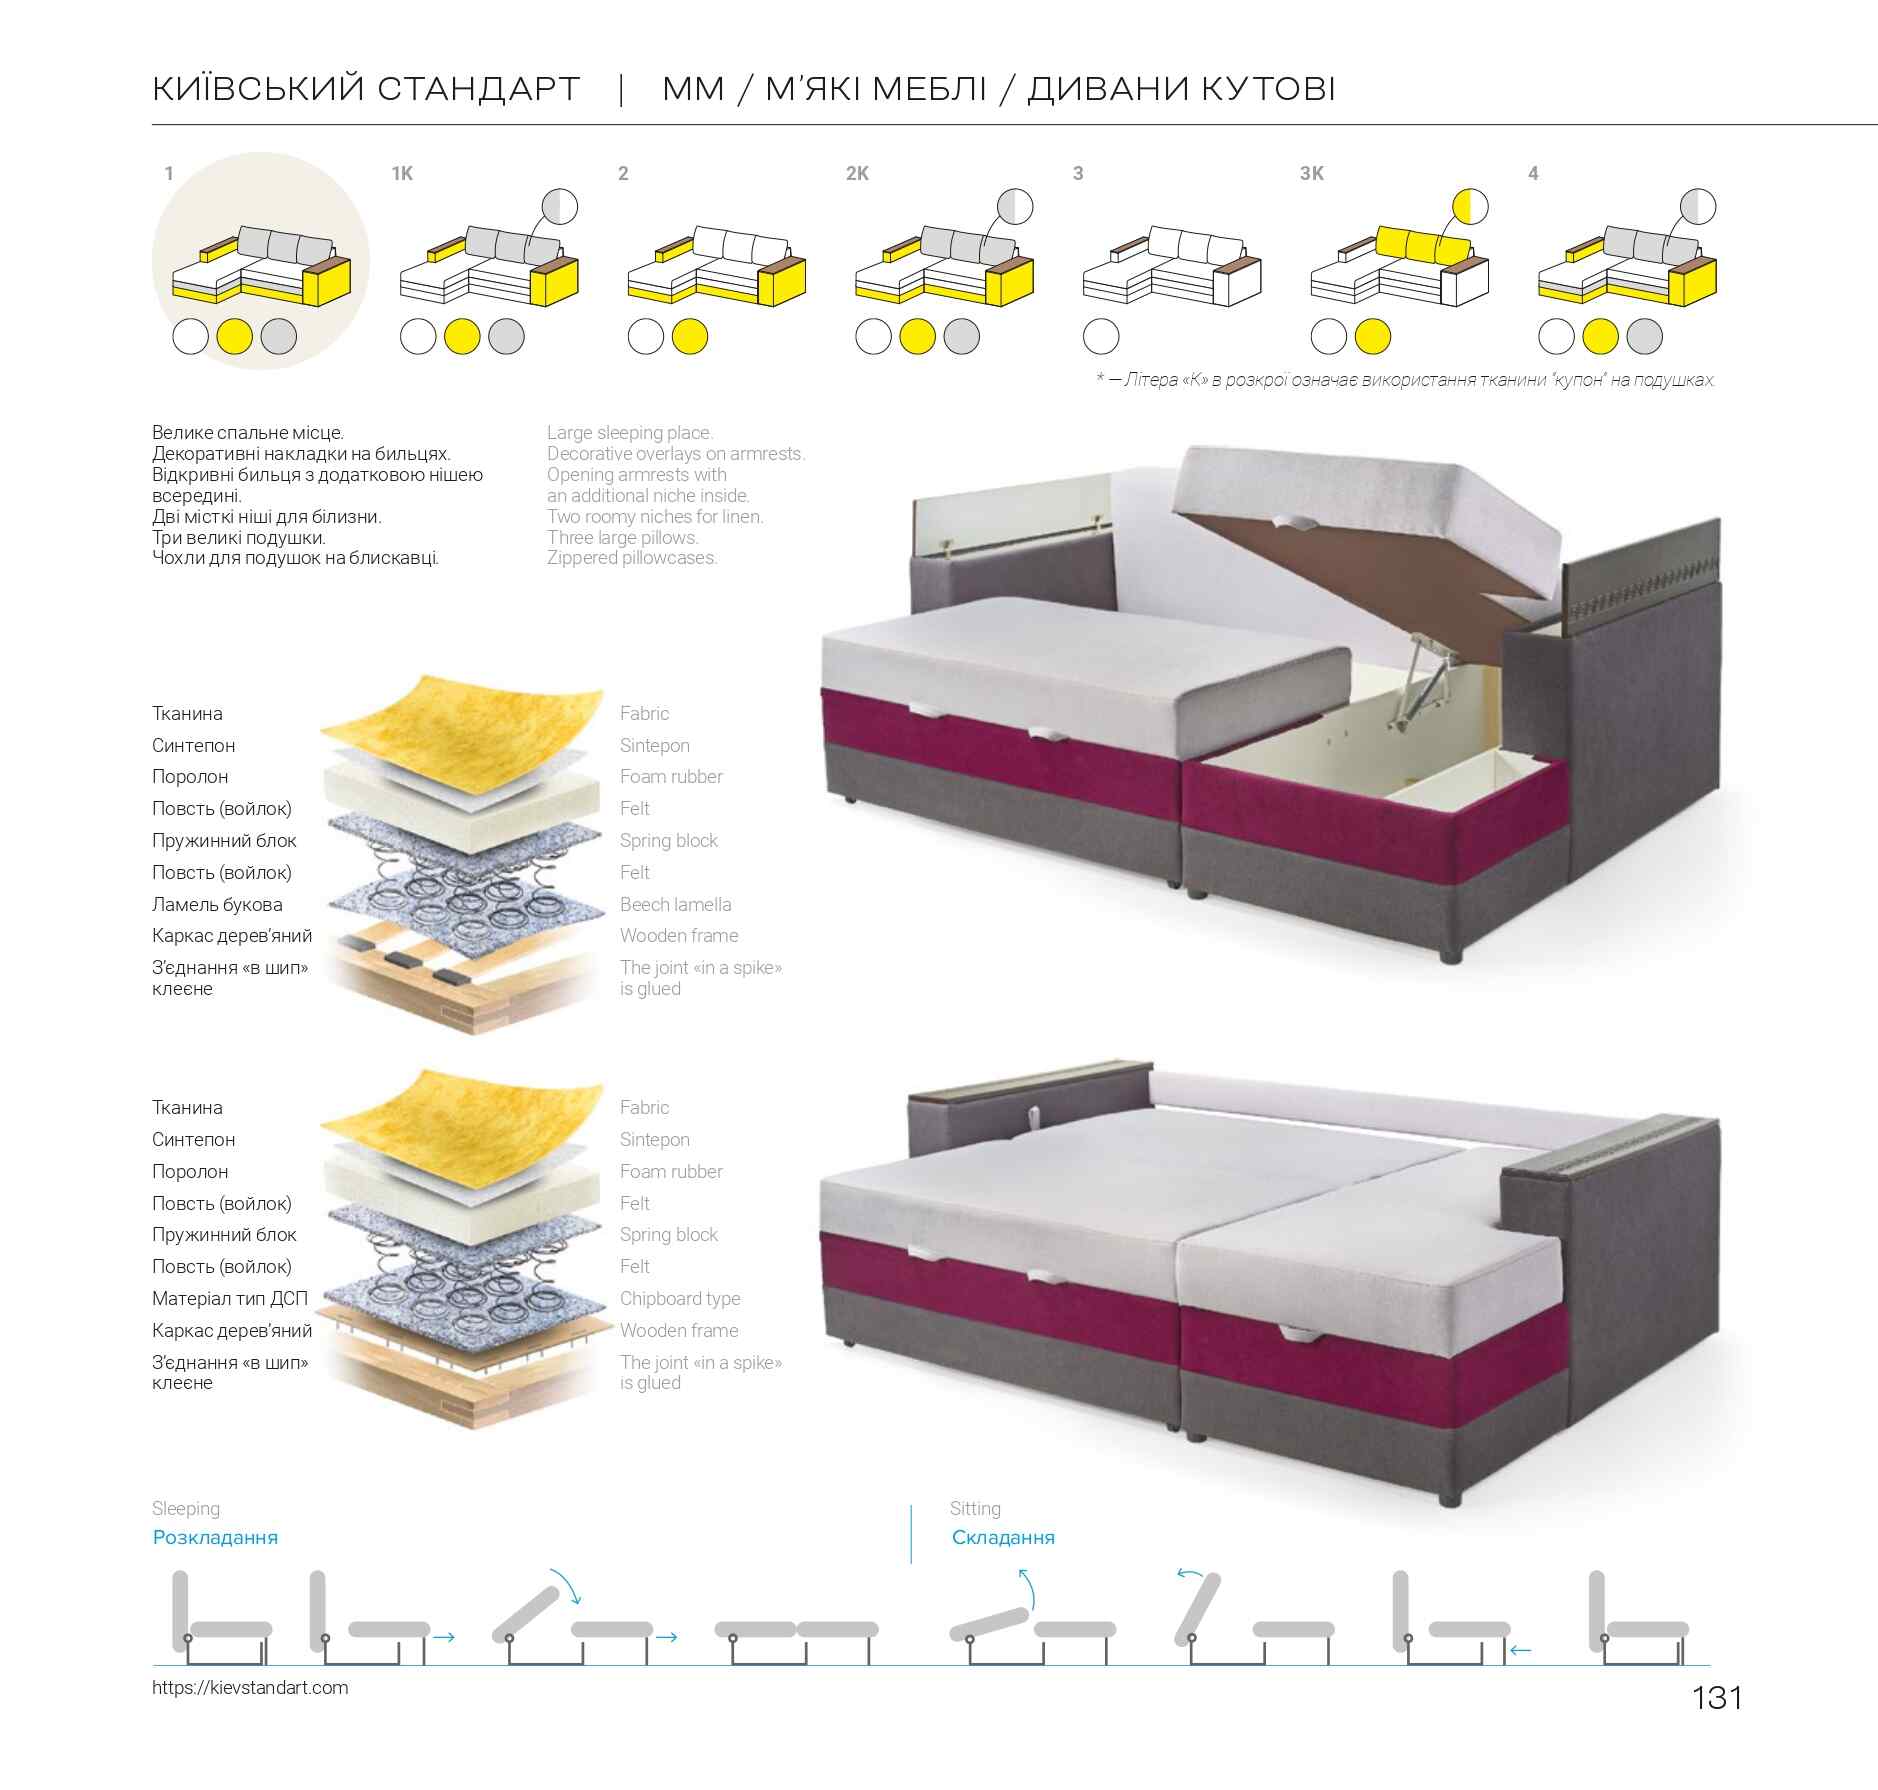 КИЇВСЬКИЙ СТАНДАРТ | ММ / М’ЯКІ МЕБЛІ / ДИВАНИ КУТОВІ
1 1K 2 2K 3 3K 4
* — Літера «К» в розкрої означає використання тканини “купон” на подушках.
Велике спальне місце.
Декоративні накладки на бильцях.
Відкривні бильця з додатковою нішею
всередині.
Дві місткі ніші для білизни.
Три великі подушки.
Чохли для подушок на блискавці.
Large sleeping place.
Decorative overlays on armrests.
Opening armrests with
an additional niche inside.
Two roomy niches for linen.
Three large pillows.
Zippered pillowcases.
Тканина
Синтепон
Поролон
Повсть (войлок)
Пружинний блок
Повсть (войлок)
Ламель букова
Каркас дерев’яний
З’єднання «в шип»
клеєне
Fabric
Sintepon
Foam rubber
Felt
Spring block
Felt
Beech lamella
Wooden frame
The joint «in a spike»
is glued
Тканина
Синтепон
Поролон
Повсть (войлок)
Пружинний блок
Повсть (войлок)
Матеріал тип ДСП
Каркас дерев’яний
З’єднання «в шип»
клеєне
Fabric
Sintepon
Foam rubber
Felt
Spring block
Felt
Chipboard type
Wooden frame
The joint «in a spike»
is glued
Sleeping
Розкладання
Sitting
Складання
https://kievstandart.com
131